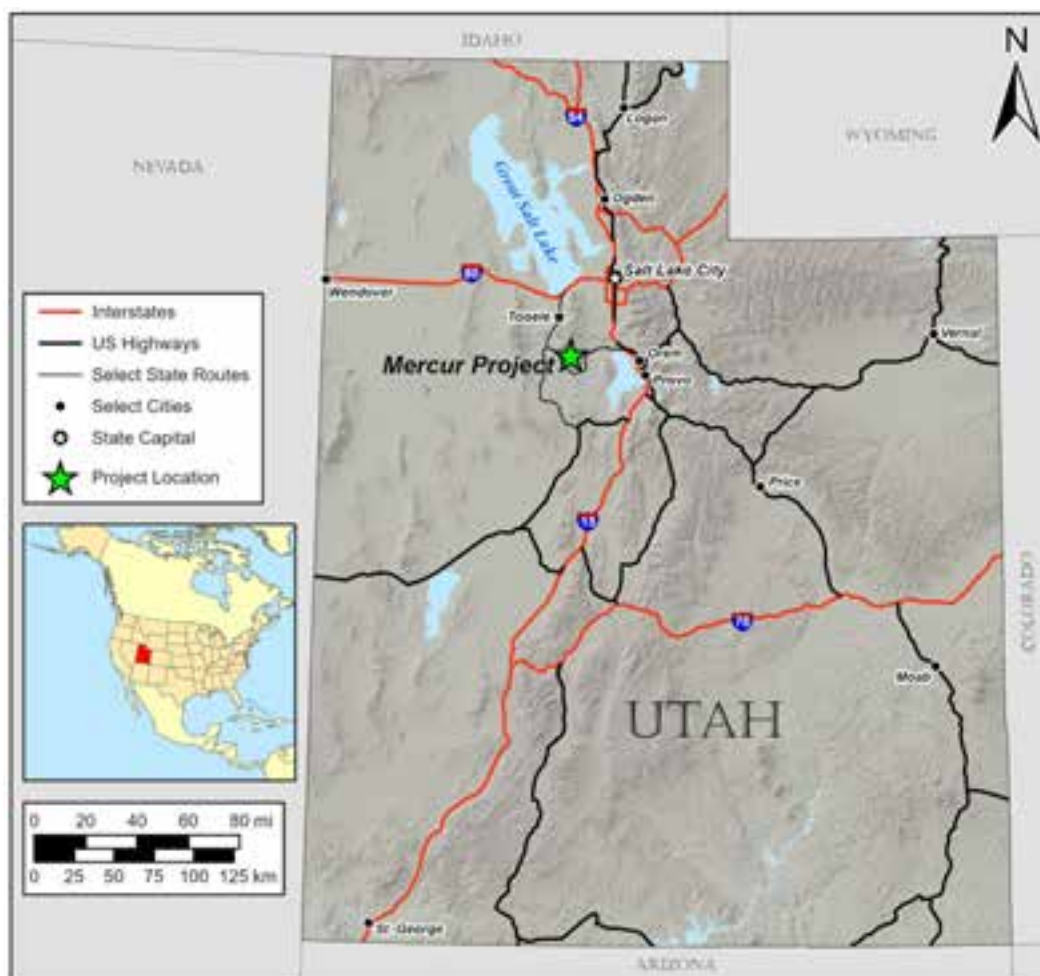 IDAHO
N
WYOMING
NEVADA
84
Logan
Great Salt Lake
Ogden
80
Salt Lake City
Wendover
Tooele
Vernal
Orem
Mercur Project
Provo
Interstates
US Highways
Select State Routes
Select Cities
State Capital
Project Location
Price
15
COLORADO
70
Moab
UTAH
0 20 40 60 80 mi
0 25 50 75 100 125 km
St. George
ARIZONA